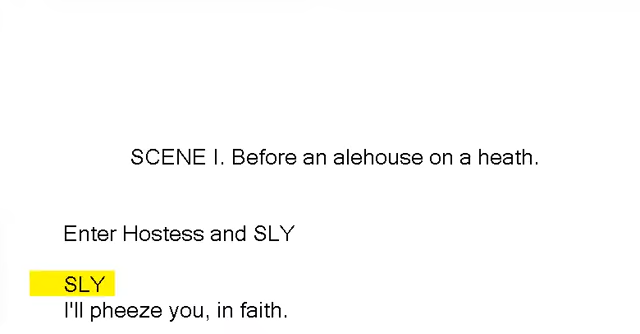 SCENE I. Before an alehouse on a heath.
Enter Hostess and SLY
SLY
I'll pheeze you, in faith.